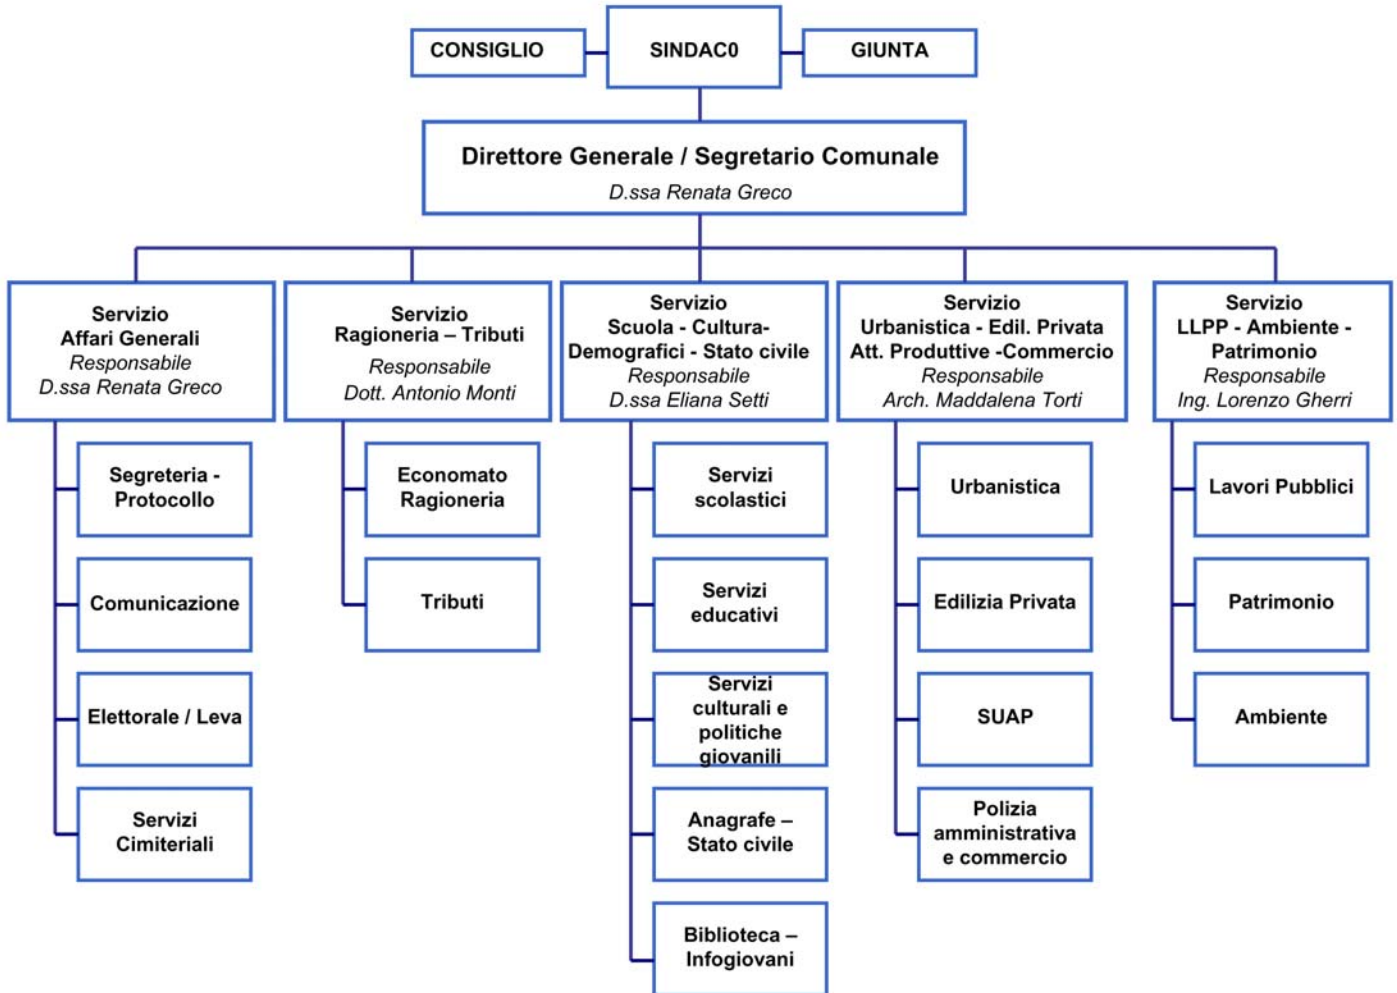 CONSIGLIO
SINDAC0
GIUNTA
Direttore Generale / Segretario Comunale
D.ssa Renata Greco
Servizio
Affari Generali
Responsabile
D.ssa Renata Greco
Servizio
Ragioneria – Tributi
Responsabile
Dott. Antonio Monti
Servizio
Scuola - Cultura-
Demografici - Stato civile
Responsabile
D.ssa Eliana Setti
Servizio
Urbanistica - Edil. Privata
Att. Produttive -Commercio
Responsabile
Arch. Maddalena Torti
Servizio
LLPP - Ambiente -
Patrimonio
Responsabile
Ing. Lorenzo Gherri
Segreteria -
Protocollo
Comunicazione
Elettorale / Leva
Servizi
Cimiteriali
Economato
Ragioneria
Tributi
Servizi
scolastici
Servizi
educativi
Servizi
culturali e
politiche
giovanili
Anagrafe –
Stato civile
Biblioteca –
Infogiovani
Urbanistica
Edilizia Privata
SUAP
Polizia
amministrativa
e commercio
Lavori Pubblici
Patrimonio
Ambiente